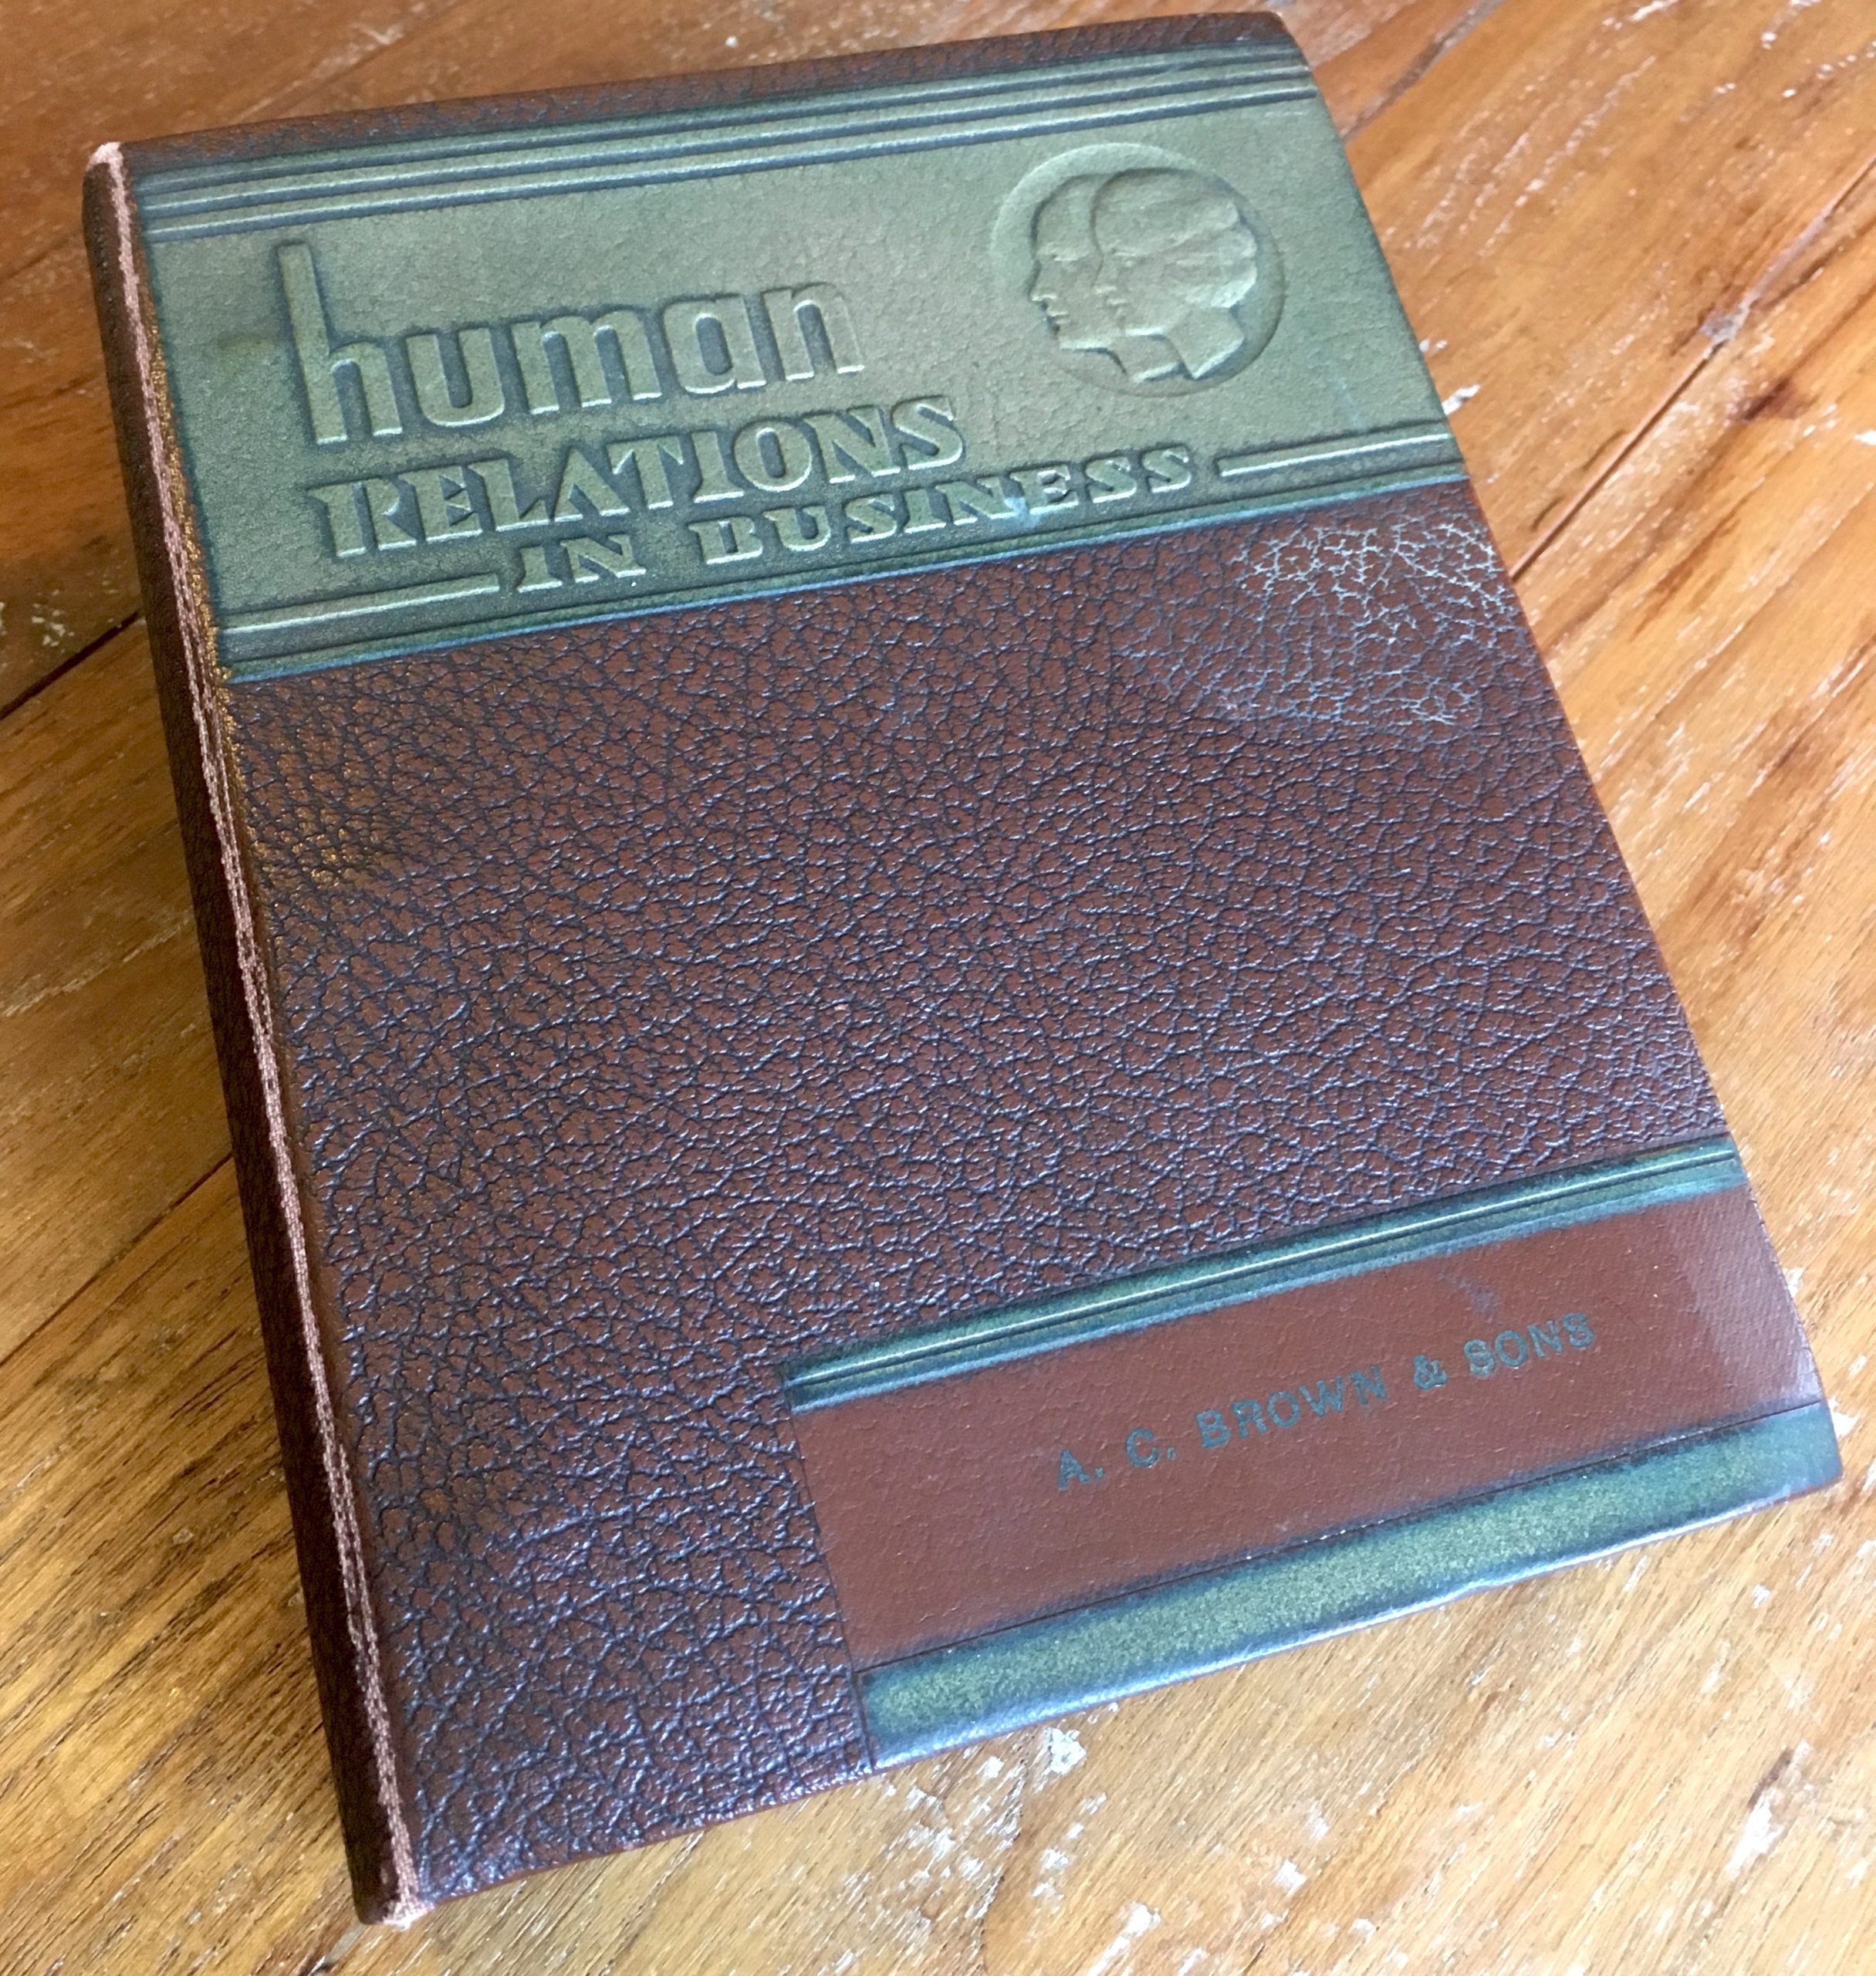 human
RELATIONS
IN BUSINESS
A. C. BROWN & SONS